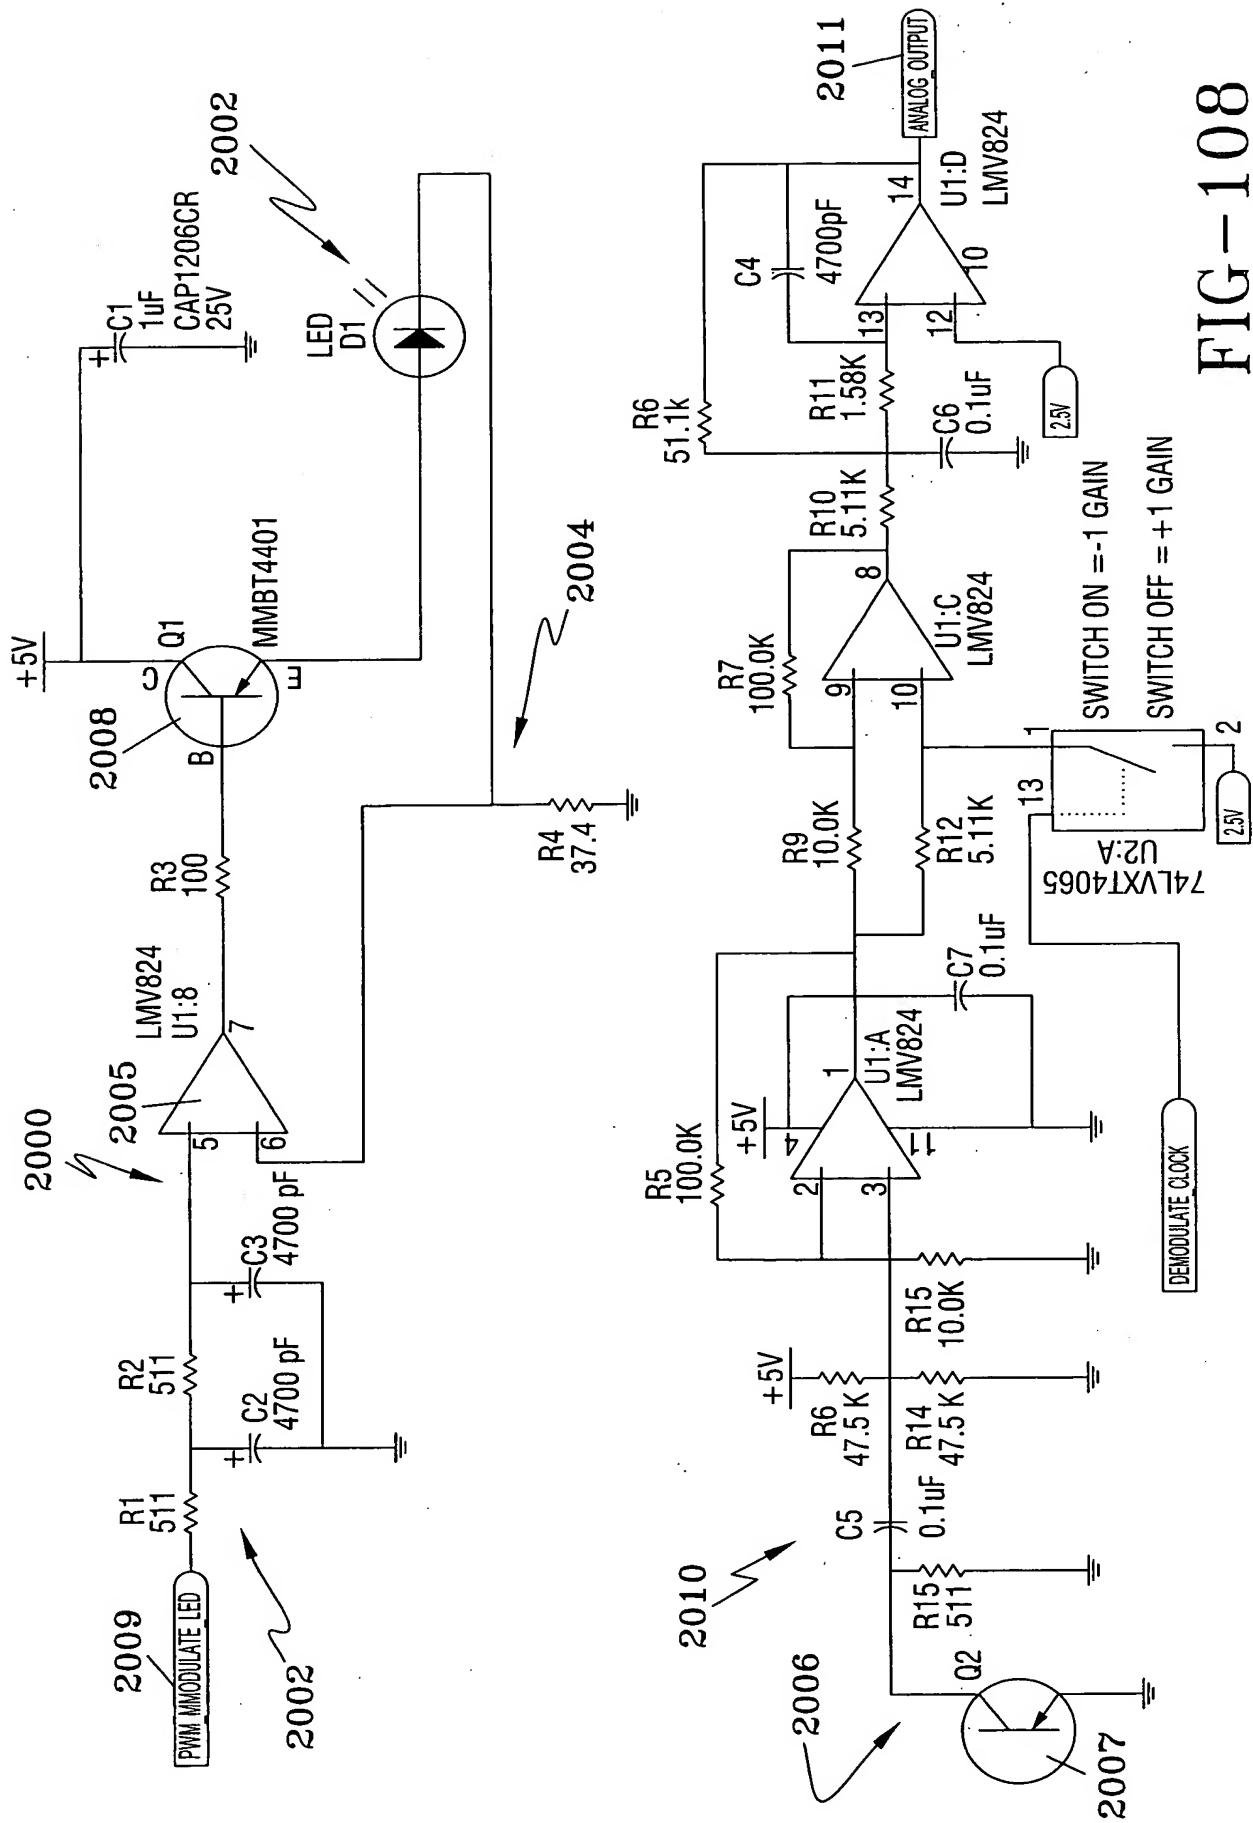 2009
PWM MMODULATE LED
R1
511
2002
C2
4700 pF
+
R2
511
C3
4700 pF
+
2000
5
6
2005
7
LMV824
U1:8
R3
100
2008
B
C
E
Q1
MMBT4401
+5V
+
C1
1uF
CAP1206CR
25V
2002
LED
D1
2004
R4
37.4
2006
2007
Q2
2010
R15
511
C5
0.1uF
+5V
R6
47.5 K
R14
47.5 K
R15
10.0K
R5
100.0K
2
3
+5V
4
11
1
U1:A
LMV824
C7
0.1uF
R9
10.0K
R12
5.11K
R7
100.0K
9
10
8
U1:C
LMV824
DEMODULATE_CLOCK
74LVXT4065
U2:A
13
1
2
2.5V
SWITCH ON =-1 GAIN
SWITCH OFF = +1 GAIN
R10
5.11K
R6
51.1k
R11
1.58K
C6
0.1uF
C4
4700pF
13
12
10
14
2.5V
U1:D
LMV824
ANALOG_OUTPUT
2011
FIG-108